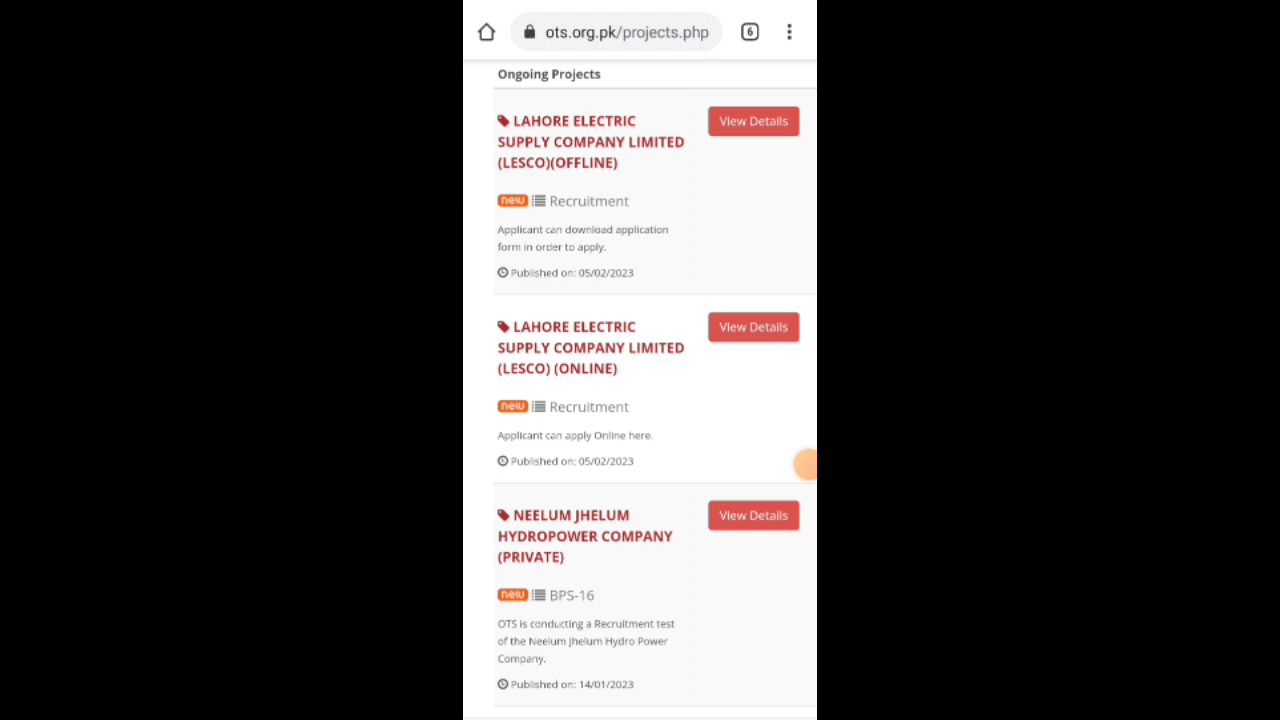 ots.org.pk/projects.php
6
Ongoing Projects
LAHORE ELECTRIC
SUPPLY COMPANY LIMITED
(LESCO)(OFFLINE)
View Details
new Recruitment
Applicant can download application
form in order to apply.
Published on: 05/02/2023
LAHORE ELECTRIC
SUPPLY COMPANY LIMITED
(LESCO) (ONLINE)
View Details
new Recruitment
Applicant can apply Online here.
Published on: 05/02/2023
NEELUM JHELUM
HYDROPOWER COMPANY
(PRIVATE)
View Details
new BPS-16
OTS is conducting a Recruitment test
of the Neelum Jhelum Hydro Power
Company.
Published on: 14/01/2023